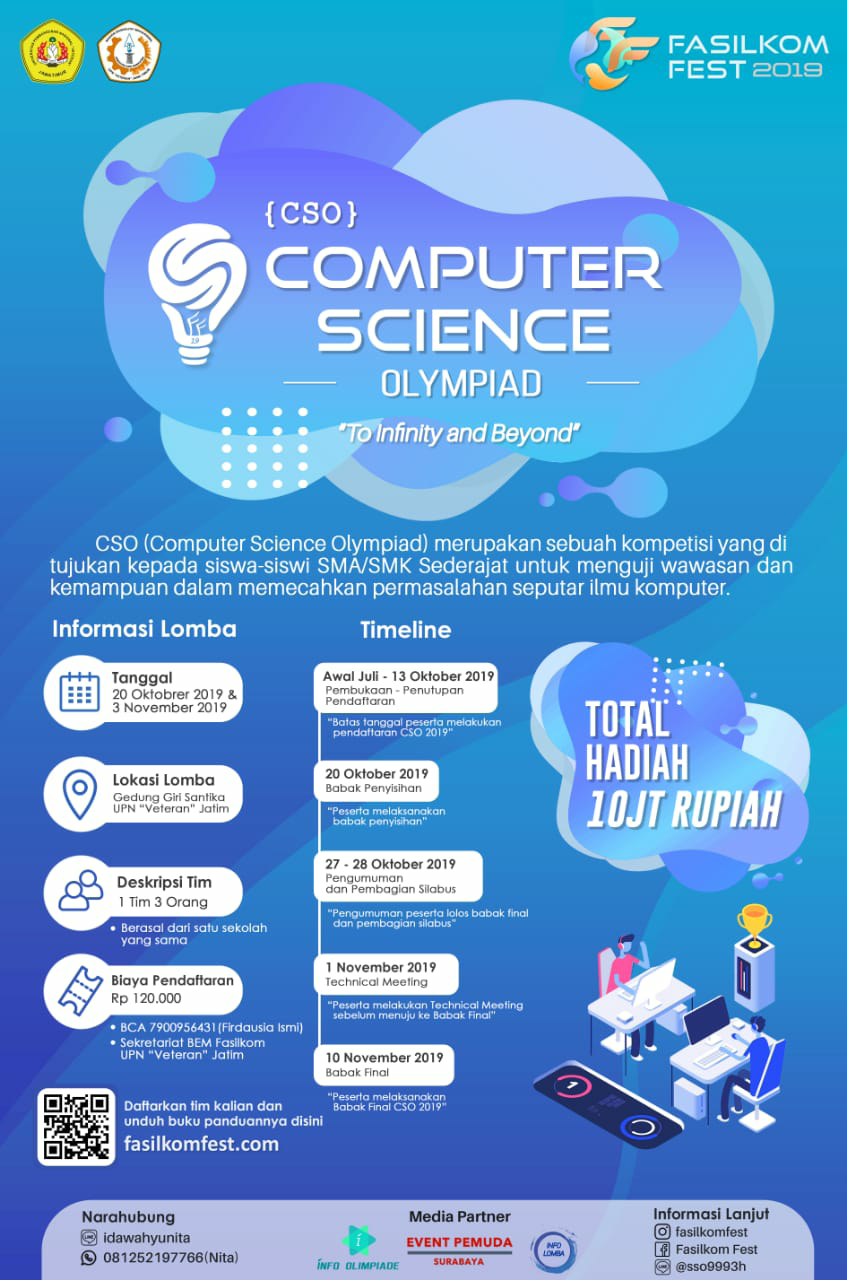 FASILKOM
FEST 2019
{CSO}
COMPUTER
SCIENCE
OLYMPIAD
FF
19
"To Infinity and Beyond"
CSO (Computer Science Olympiad) merupakan sebuah kompetisi yang di
tujukan kepada siswa-siswi SMA/SMK Sederajat untuk menguji wawasan dan
kemampuan dalam memecahkan permasalahan seputar ilmu komputer.
Informasi Lomba
Tanggal
20 Oktobrer 2019 &
3 November 2019
Lokasi Lomba
Gedung Giri Santika
UPN "Veteran" Jatim
Deskripsi Tim
1 Tim 3 Orang
• Berasal dari satu sekolah
yang sama
Biaya Pendaftaran
Rp 120.000
• BCA 7900956431(Firdausia Ismi)
• Sekretariat BEM Fasilkom
UPN "Veteran" Jatim
Timeline
Awal Juli - 13 Oktober 2019
Pembukaan - Penutupan
Pendaftaran
"Batas tanggal peserta melakukan
pendaftaran CSO 2019"
20 Oktober 2019
Babak Penyisihan
"Peserta melaksanakan
babak penyisihan"
27 - 28 Oktober 2019
Pengumuman
dan Pembagian Silabus
"Pengumuman peserta lolos babak final
dan pembagian silabus"
1 November 2019
Technical Meeting
"Peserta melakukan Technical Meeting
sebelum menuju ke Babak Final"
10 November 2019
Babak Final
"Peserta melaksanakan
Babak Final CSO 2019"
TOTAL
HADIAH
10JT RUPIAH
1
Daftarkan tim kalian dan
unduh buku panduannya disini
fasilkomfest.com
Narahubung
idawahyunita
081252197766(Nita)
Media Partner
INFO OLIMPIADE
EVENT PEMUDA
SURABAYA
INFO
LOMBA
Informasi Lanjut
fasilkomfest
Fasilkom Fest
@sso9993h